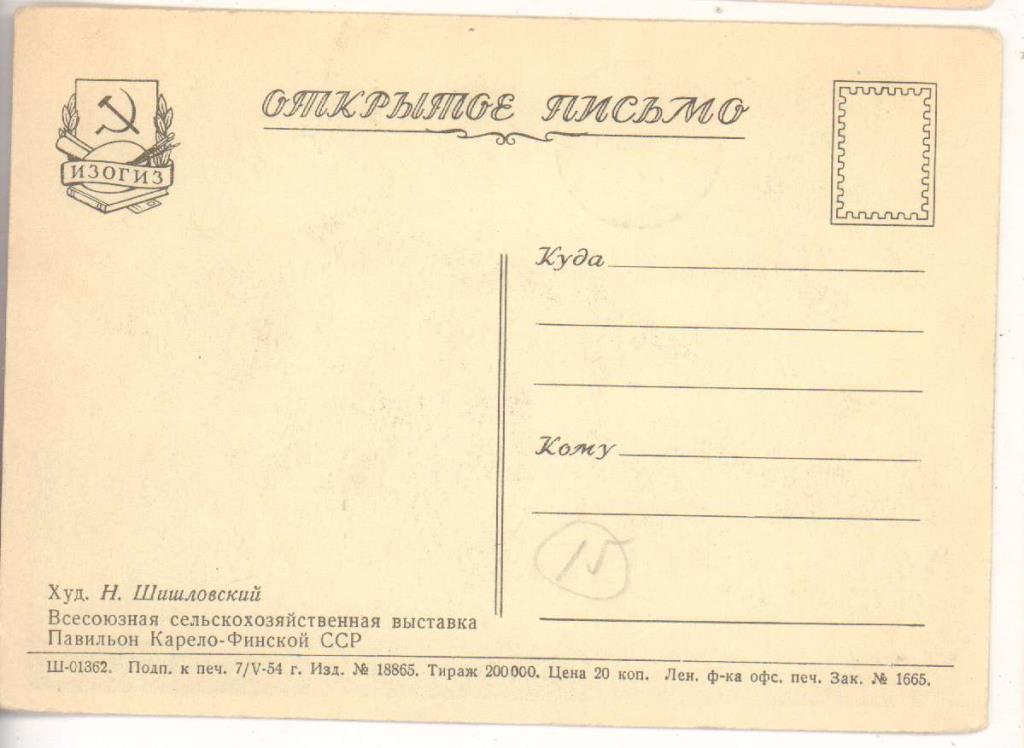 ОТКРЫТОЕ ПИСЬМО
ИЗОГИЗ
Куда
Кому
15
Худ. Н. Шишловский
Всесоюзная сельскохозяйственная выставка
Павильон Карело-Финской ССР
Ш-01362. Подп. к печ. 7/V-54 г. Изд. № 18865. Тираж 200000. Цена 20 коп. Лен. ф-ка офс. печ. Зак. № 1665.